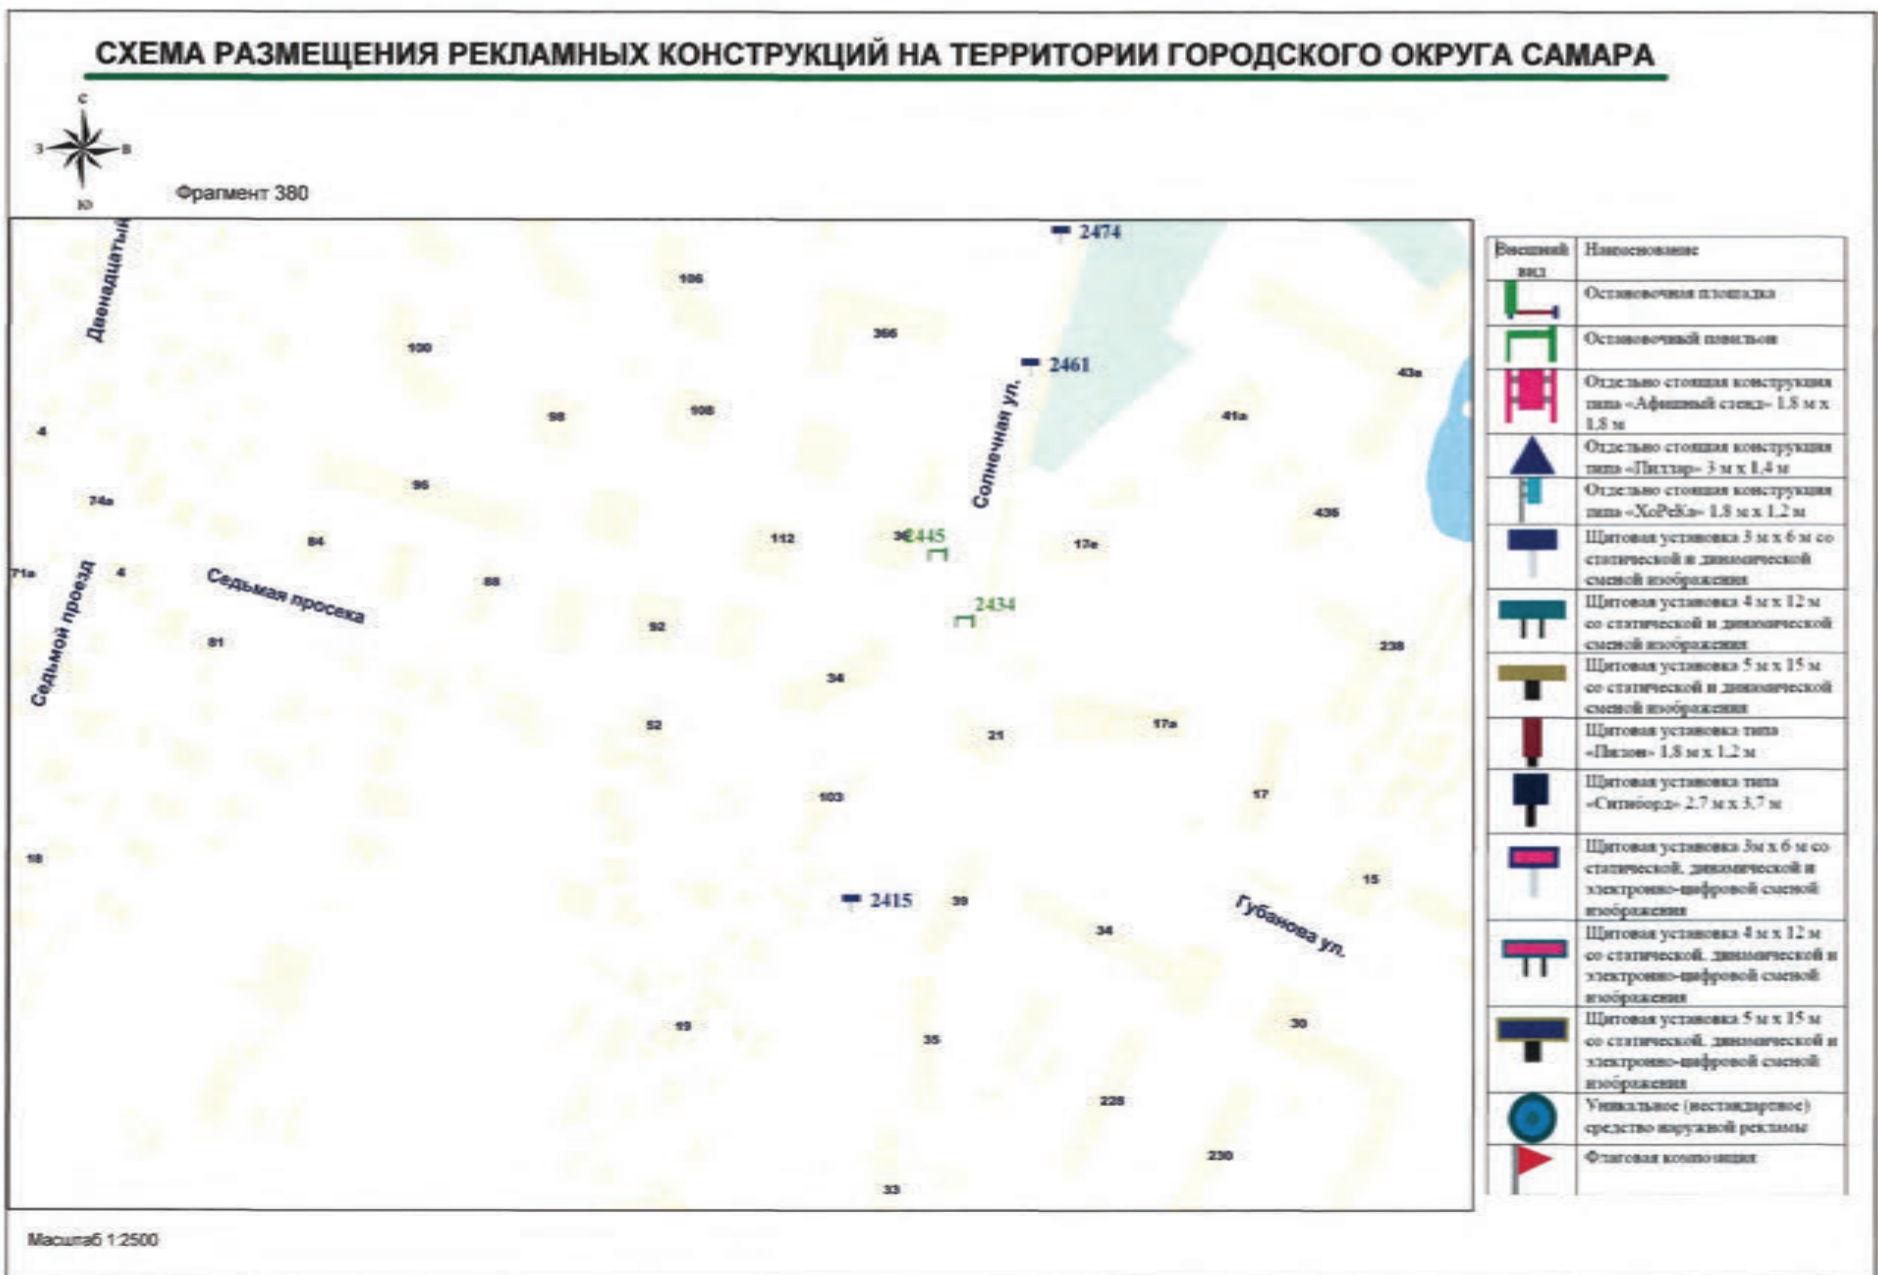 СХЕМА РАЗМЕЩЕНИЯ РЕКЛАМНЫХ КОНСТРУКЦИЙ НА ТЕРРИТОРИИ ГОРОДСКОГО ОКРУГА САМАРА
С
З В
Ю
Фрагмент 380
Двенадцатый
2474
106
366
100
2461
43а
98
108
41а
4
Солнечная ул.
95
74а
436
84
112
36
2445
17е
71а
4
Седьмая просека
88
Седьмой проезд
2434
92
81
238
34
52
21
17а
103
17
18
15
2415
39
34
Губанова ул.
19
35
30
228
230
33
Внешний вид
Наименование
Остановочная площадка
Остановочный павильон
Отдельно стоящая конструкция
типа «Афишный стенд» 1,8 м х
1,8 м
Отдельно стоящая конструкция
типа «Пиллар» 3 м х 1,4 м
Отдельно стоящая конструкция
типа «ХоРеКа» 1,8 м х 1,2 м
Щитовая установка 3 м х 6 м со
статической и динамической
сменой изображения
Щитовая установка 4 м х 12 м
со статической и динамической
сменой изображения
Щитовая установка 5 м х 15 м
со статической и динамической
сменой изображения
Щитовая установка типа
«Пилон» 1,8 м х 1,2 м
Щитовая установка типа
«Ситиборд» 2,7 м х 3,7 м
Щитовая установка 3м х 6 м со
статической, динамической и
электронно-цифровой сменой
изображения
Щитовая установка 4 м х 12 м
со статической, динамической и
электронно-цифровой сменой
изображения
Щитовая установка 5 м х 15 м
со статической, динамической и
электронно-цифровой сменой
изображения
Уникальное (нестандартное)
средство наружной рекламы
Флаговая композиция
Масштаб 1:2500